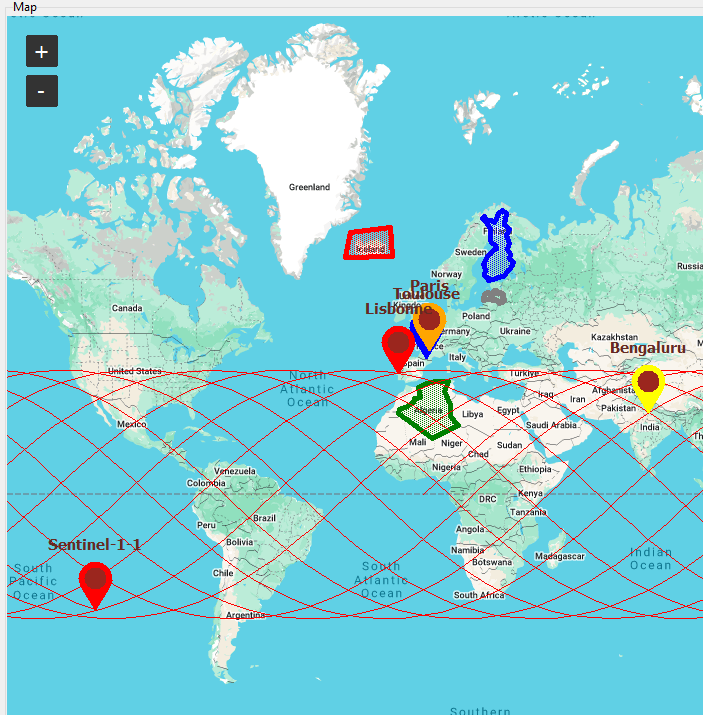 Map
+
-
Greenland
Iceland
Sweden
Norway
Russia
Canada
Paris
Toulouse
Lisbonne
Poland
Germany
Ukraine
Kazakhstan
Bengaluru
Spain
Italy
Türkiye
United States
North
Atlantic
Ocean
Iraq
Iran
Afghanistan
Pakistan
Algeria
Libya
Egypt
Saudi Arabia
India
Mexico
Mali
Niger
Chad
Sudan
Venezuela
Colombia
Nigeria
Ethiopia
DRC
Kenya
Tanzania
Peru
Brazil
Bolivia
Angola
Namibia
Botswana
Madagascar
Indian
Ocean
Sentinel-1-1
South
Pacific
Ocean
Chile
South
Atlantic
Ocean
South Africa
Argentina
Southern